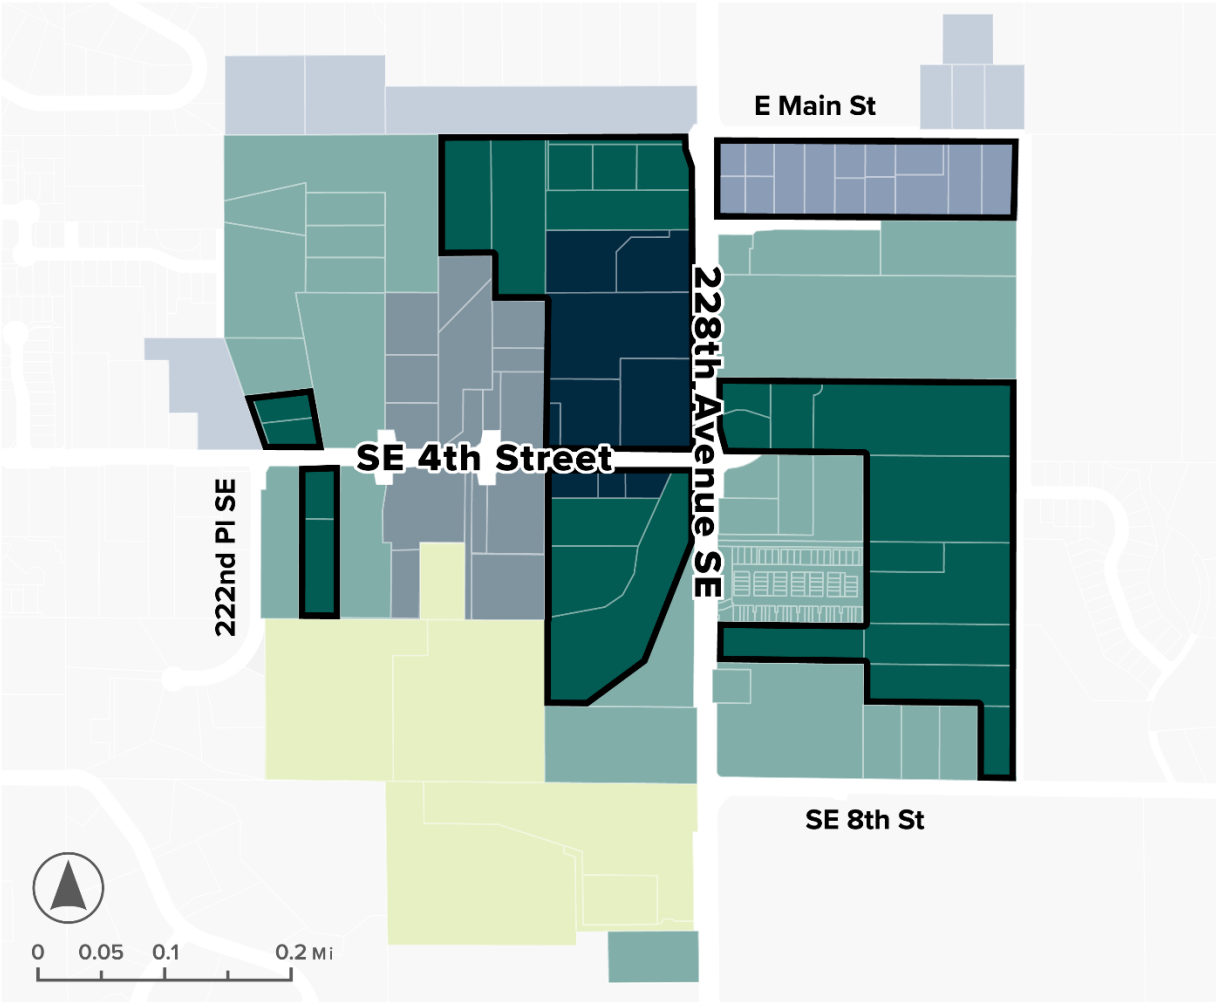 E Main St
228th Avenue SE
SE 4th Street
222nd Pl SE
SE 8th St
0 0.05 0.1 0.2 Mi